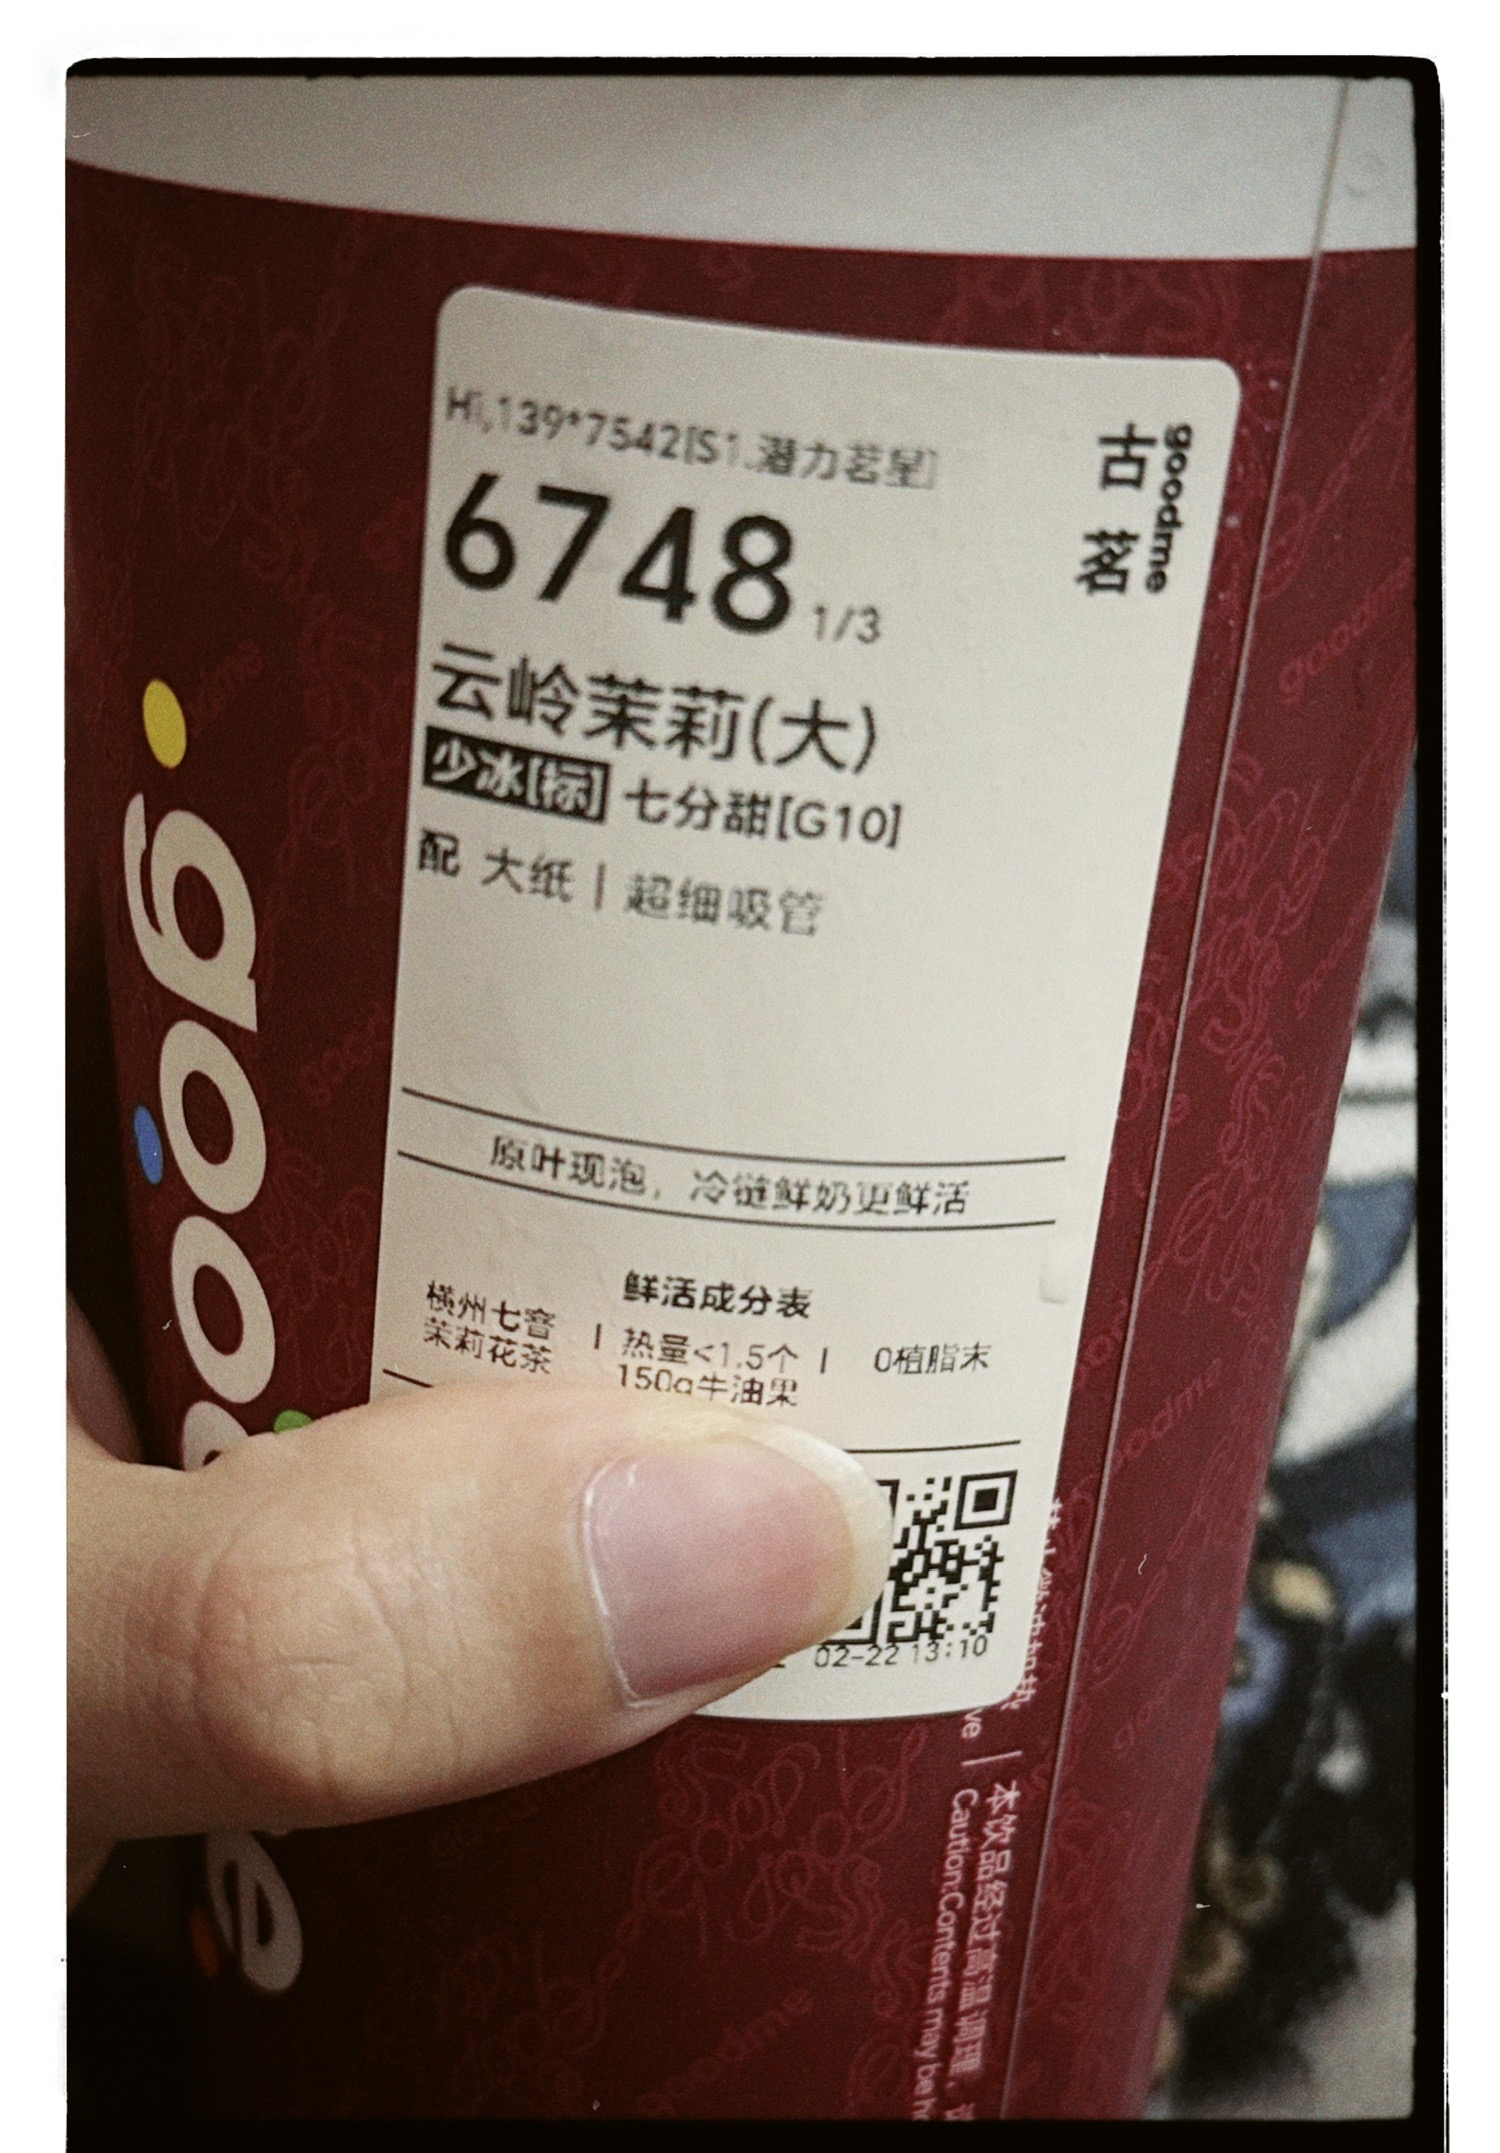 Hi,139*7542[S1.潜力茗星]
古茗
goodme
6748 1/3
云岭茉莉(大)
少冰[标] 七分甜[G10]
配 大纸 | 超细吸管
原叶现泡，冷链鲜奶更鲜活
鲜活成分表
横州七窨
茉莉花茶
热量<1.5个
150g牛油果
0植脂末
02-22 13:10
本饮品经过高温调理，
Caution:Contents may be